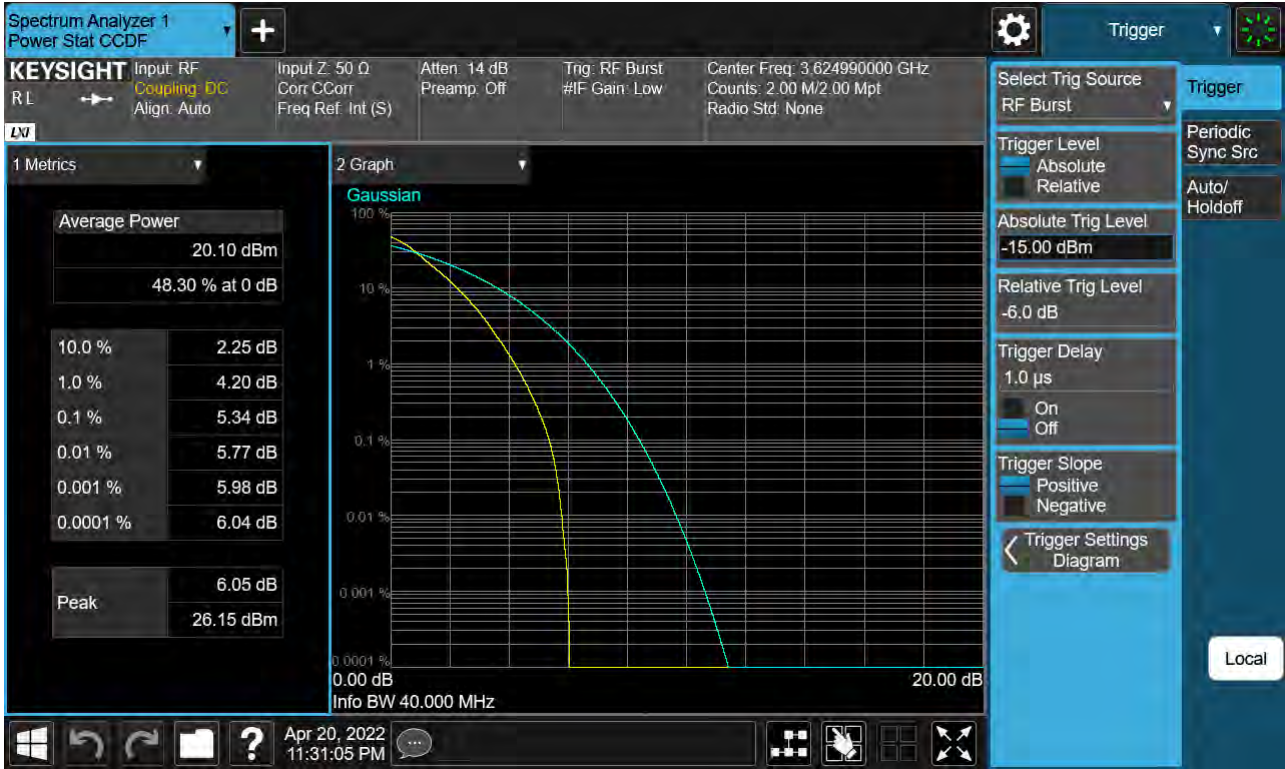 Spectrum Analyzer 1
Power Stat CCDF
Trigger
KEYSIGHT
R L
LXI
Input: RF
Coupling: DC
Align: Auto
Input Z: 50 Ω
Corr CCorr
Freq Ref: Int (S)
Atten: 14 dB
Preamp: Off
Trig: RF Burst
#IF Gain: Low
Center Freq: 3.624990000 GHz
Counts: 2.00 M/2.00 Mpt
Radio Std: None
1 Metrics
Average Power
20.10 dBm
48.30 % at 0 dB
10.0 % 2.25 dB
1.0 % 4.20 dB
0.1 % 5.34 dB
0.01 % 5.77 dB
0.001 % 5.98 dB
0.0001 % 6.04 dB
Peak
6.05 dB
26.15 dBm
2 Graph
Gaussian
100 %
10 %
1 %
0.1 %
0.01 %
0.001 %
0.0001 %
0.00 dB 20.00 dB
Info BW 40.000 MHz
Select Trig Source
RF Burst
Trigger Level
Absolute
Relative
Absolute Trig Level
-15.00 dBm
Relative Trig Level
-6.0 dB
Trigger Delay
1.0 µs
On
Off
Trigger Slope
Positive
Negative
Trigger Settings
Diagram
Trigger
Periodic
Sync Src
Auto/
Holdoff
Local
?
Apr 20, 2022
11:31:05 PM